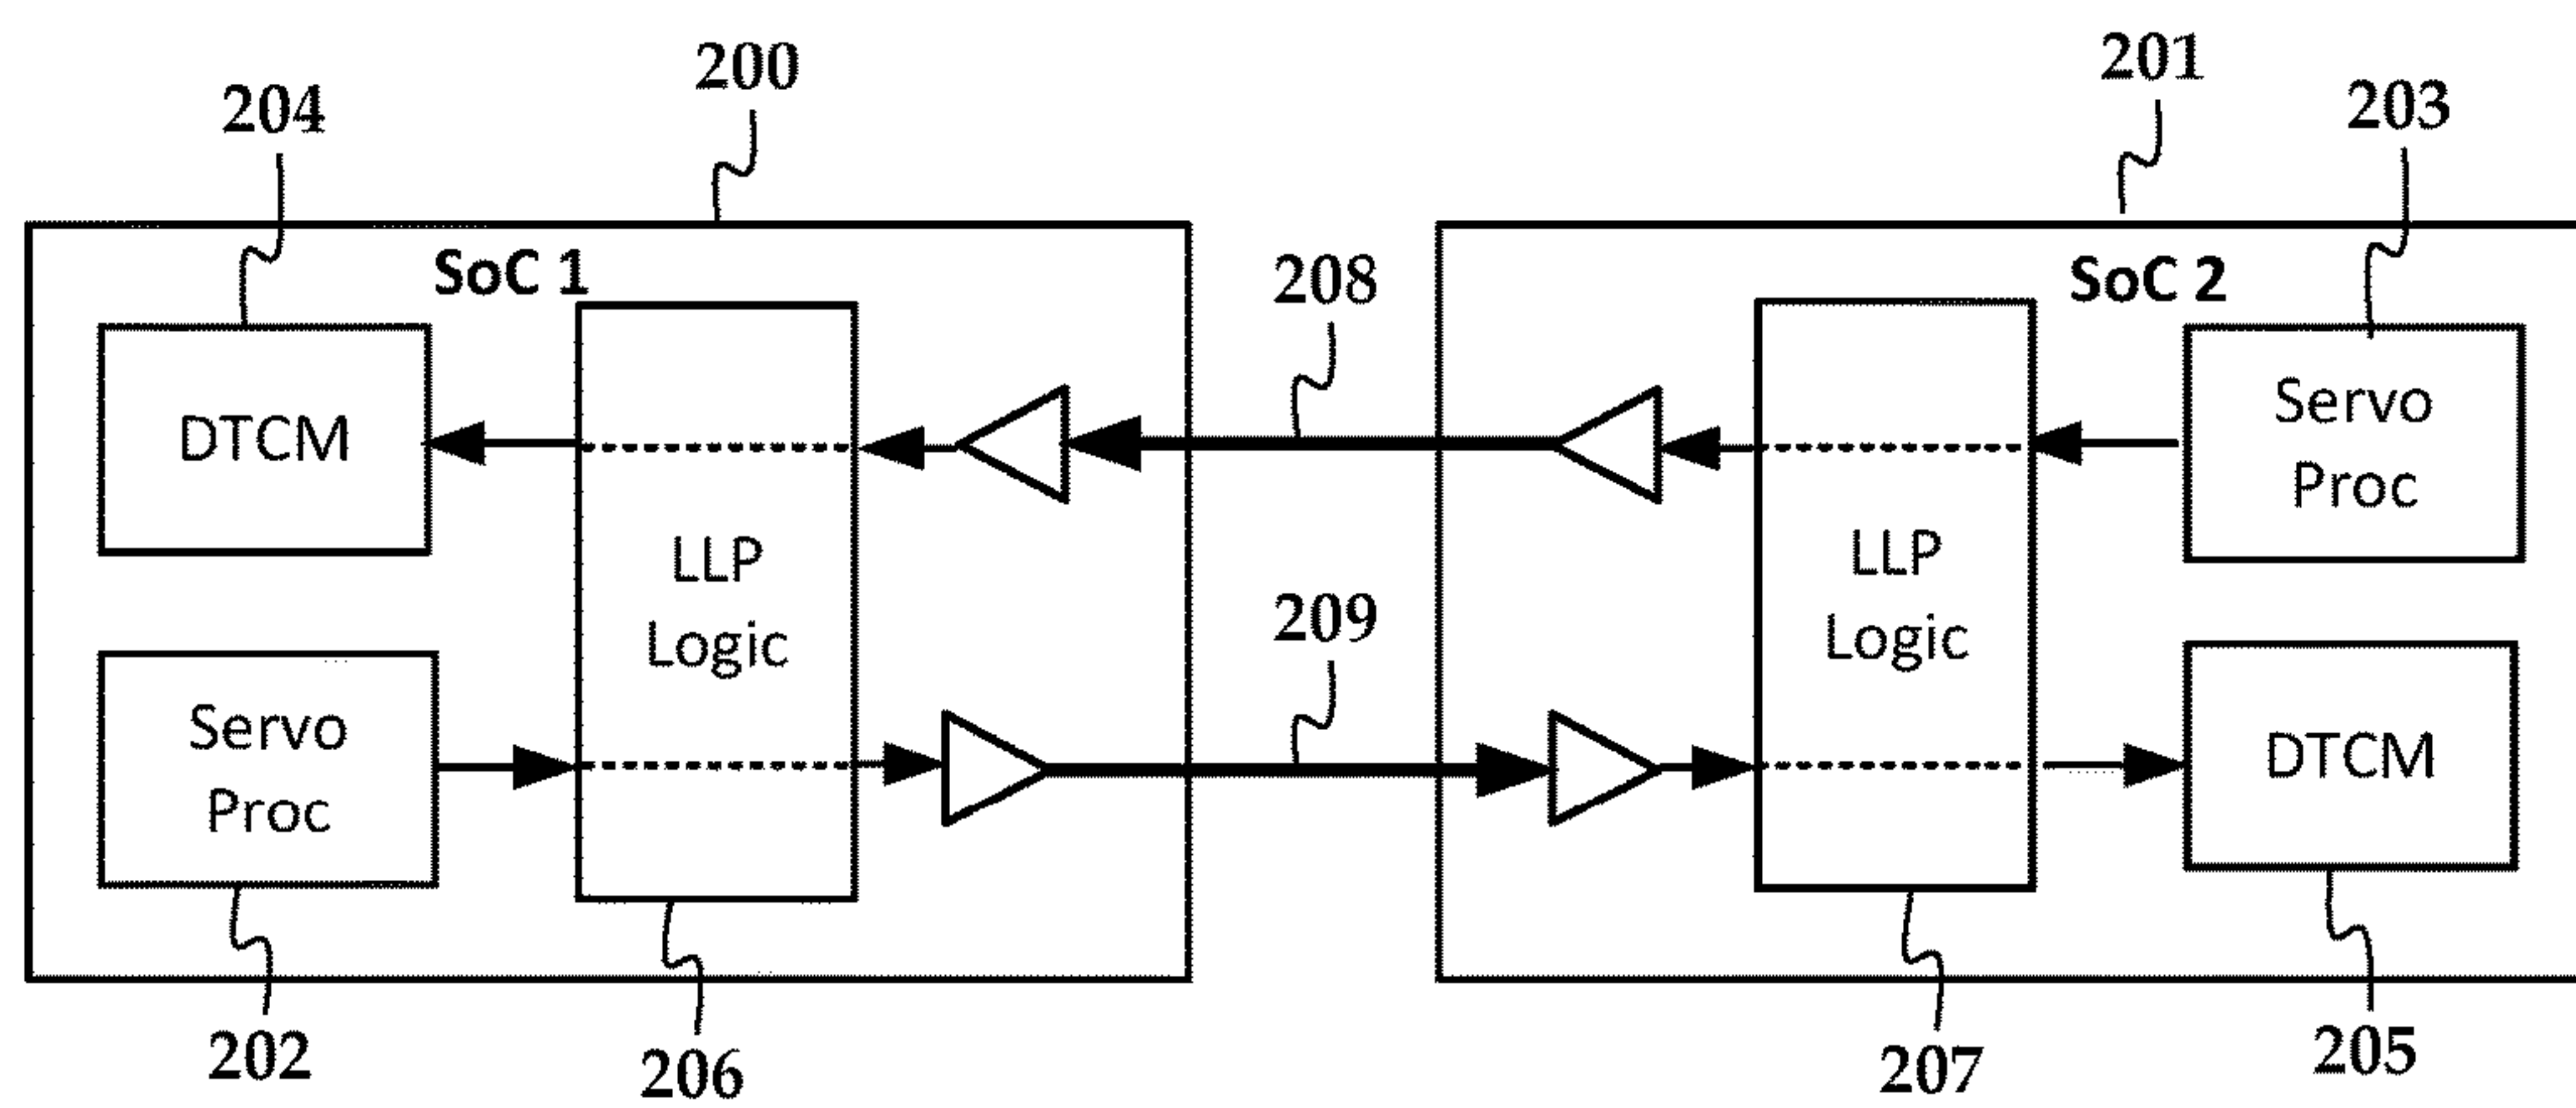 200
201
204
203
SoC 1
SoC 2
208
DTCM
LLP
Logic
Servo
Proc
LLP
Logic
Servo
Proc
209
DTCM
202
206
207
205